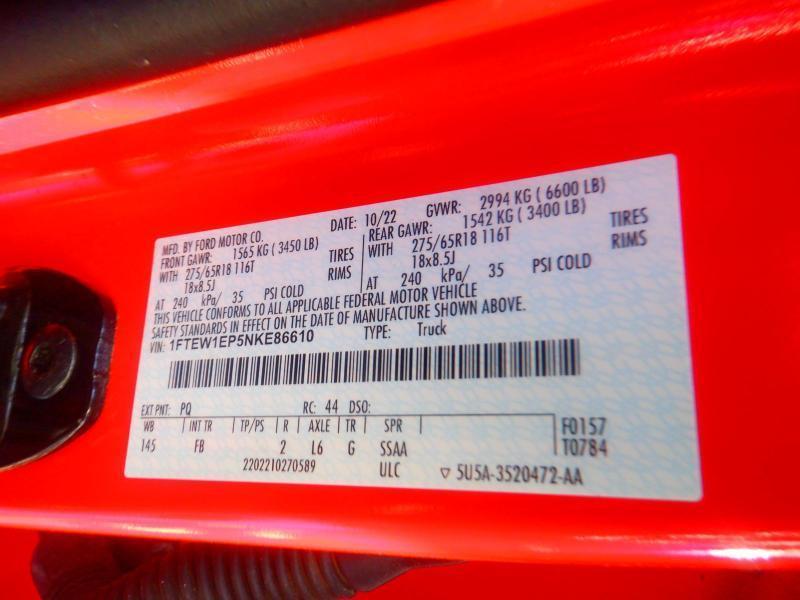 MFD. BY FORD MOTOR CO. DATE: 10/22 GVWR: 2994 KG ( 6600 LB)
FRONT GAWR: 1565 KG ( 3450 LB) REAR GAWR: 1542 KG ( 3400 LB)
WITH 275/65R18 116T TIRES WITH 275/65R18 116T TIRES
18x8.5J RIMS 18x8.5J RIMS
AT 240 kPa/ 35 PSI COLD AT 240 kPa/ 35 PSI COLD
THIS VEHICLE CONFORMS TO ALL APPLICABLE FEDERAL MOTOR VEHICLE
SAFETY STANDARDS IN EFFECT ON THE DATE OF MANUFACTURE SHOWN ABOVE.
VIN: 1FTEW1EP5NKE86610 TYPE: Truck
EXT PNT: PQ RC: 44 DSO:
WB INT TR TP/PS R AXLE TR SPR F0157
145 FB 2 L6 G SSAA T0784
2202210270589 ULC ▽ 5U5A-3520472-AA